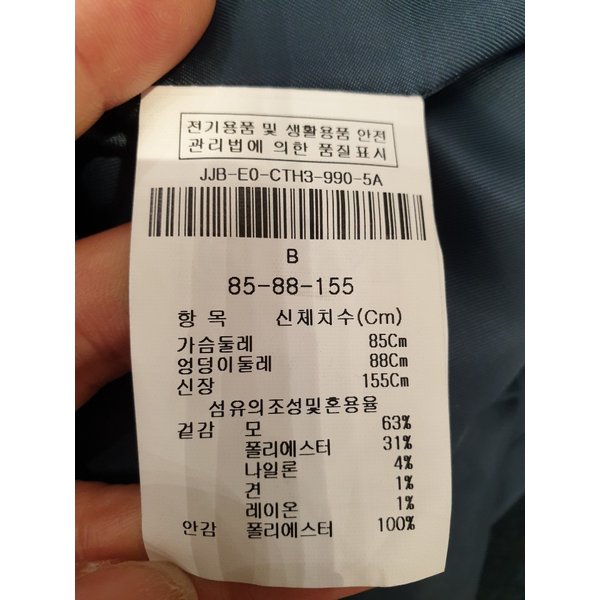 전기용품 및 생활용품 안전
관리법에 의한 품질표시
JJB-E0-CTH3-990-5A
B
85-88-155
항 목 신체치수(Cm)
가슴둘레 85Cm
엉덩이둘레 88Cm
신장 155Cm
섬유의조성및혼용율
겉감 모 63%
폴리에스터 31%
나일론 4%
견 1%
레이온 1%
안감 폴리에스터 100%